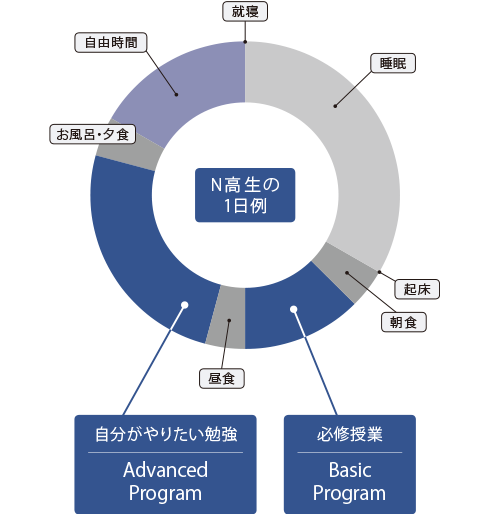 就寝
自由時間
睡眠
お風呂・夕食
N高生の
1日例
起床
朝食
昼食
自分がやりたい勉強
Advanced
Program
必修授業
Basic
Program